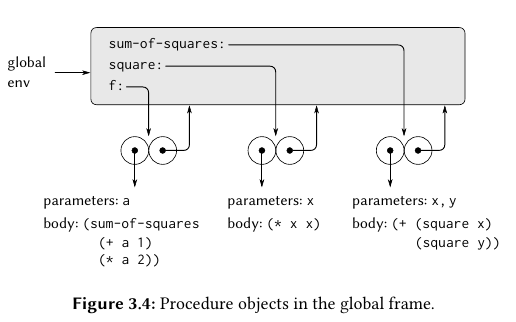 sum-of-squares:
square:
f:
global
env
parameters: a
body: (sum-of-squares
(+ a 1)
(* a 2))
parameters: x
body: (* x x)
parameters: x, y
body: (+ (square x)
(square y))
Figure 3.4: Procedure objects in the global frame.